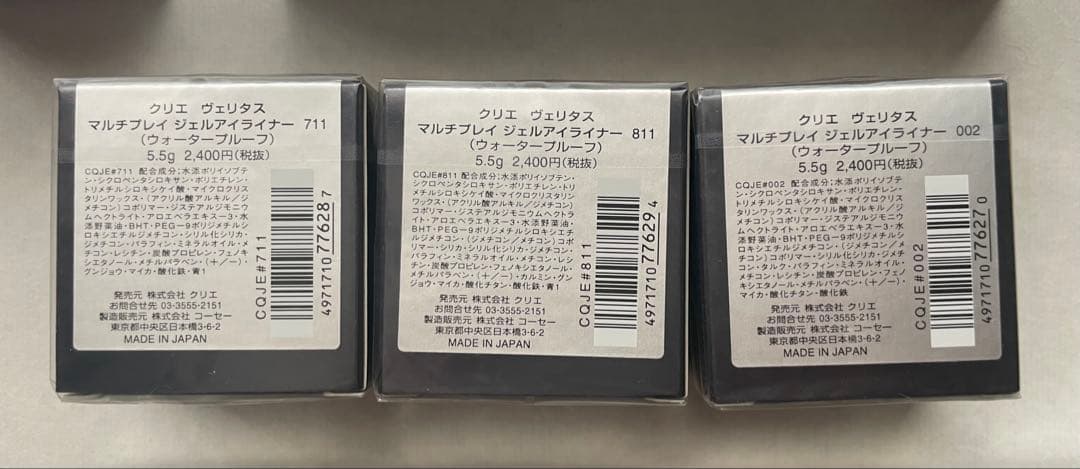 クリエ ヴェリタス
マルチプレイ ジェルアイライナー 711
(ウォータープルーフ)
5.5g 2,400円(税抜)
CQJE#711 配合成分;水添ポリイソブテ
ン・シクロペンタシロキサン・ポリエチレン・
トリメチルシロキシケイ酸・マイクロクリス
タリンワックス・(アクリル酸アルキル/ジ
メチコン)コポリマー・ジステアルジモニウ
ムヘクトライト・アロエベラエキス-3・水
添野菜油・BHT・PEG-9ポリジメチルシ
ロキシエチルジメチコン・シリル化シリカ・
ジメチコン・パラフィン・ミネラルオイル・メ
チコン・レシチン・炭酸プロピレン・フェノキ
シエタノール・メチルパラベン・(+/-)・
グンジョウ・マイカ・酸化鉄・青1
発売元 株式会社 クリエ
お問合せ先 03-3555-2151
製造販売元 株式会社 コーセー
東京都中央区日本橋3-6-2
MADE IN JAPAN
CQJE#711
4971710776287
クリエ ヴェリタス
マルチプレイ ジェルアイライナー 811
(ウォータープルーフ)
5.5g 2,400円(税抜)
CQJE#811 配合成分;水添ポリイソブテン・
シクロペンタシロキサン・ポリエチレン・トリ
メチルシロキシケイ酸・マイクロクリスタリン
ワックス・(アクリル酸アルキル/ジメチコン)
コポリマー・ジステアルジモニウムヘクトライ
ト・アロエベラエキス-3・水添野菜油・BHT・
PEG-9ポリジメチルシロキシエチルジメチコ
ン・(ジメチコン/メチコン)コポリマー・シリル
化シリカ・ジメチコン・パラフィン・ミネラルオ
イル・メチコン・レシチン・炭酸プロピレン・フェ
ノキシエタノール・メチルパラベン・(+/-)・
カルミン・グンジョウ・マイカ・酸化チタン・
酸化鉄・青1
発売元 株式会社 クリエ
お問合せ先 03-3555-2151
製造販売元 株式会社 コーセー
東京都中央区日本橋3-6-2
MADE IN JAPAN
CQJE#811
4971710776294
クリエ ヴェリタス
マルチプレイ ジェルアイライナー 002
(ウォータープルーフ)
5.5g 2,400円(税抜)
CQJE#002 配合成分;水添ポリイソブテ
ン・シクロペンタシロキサン・ポリエチレン・
トリメチルシロキシケイ酸・マイクロクリス
タリンワックス・(アクリル酸アルキル/ジ
メチコン)コポリマー・ジステアルジモニウ
ムヘクトライト・アロエベラエキス-3・水
添野菜油・BHT・PEG-9ポリジメチルシロ
キシエチルジメチコン・(ジメチコン/メチ
コン)コポリマー・シリル化シリカ・ジメチ
コン・タルク・パラフィン・ミネラルオイル・
メチコン・レシチン・炭酸プロピレン・フェノ
キシエタノール・メチルパラベン・(+/-)・
マイカ・酸化チタン・酸化鉄
発売元 株式会社 クリエ
お問合せ先 03-3555-2151
製造販売元 株式会社 コーセー
東京都中央区日本橋3-6-2
MADE IN JAPAN
CQJE#002
4971710776270